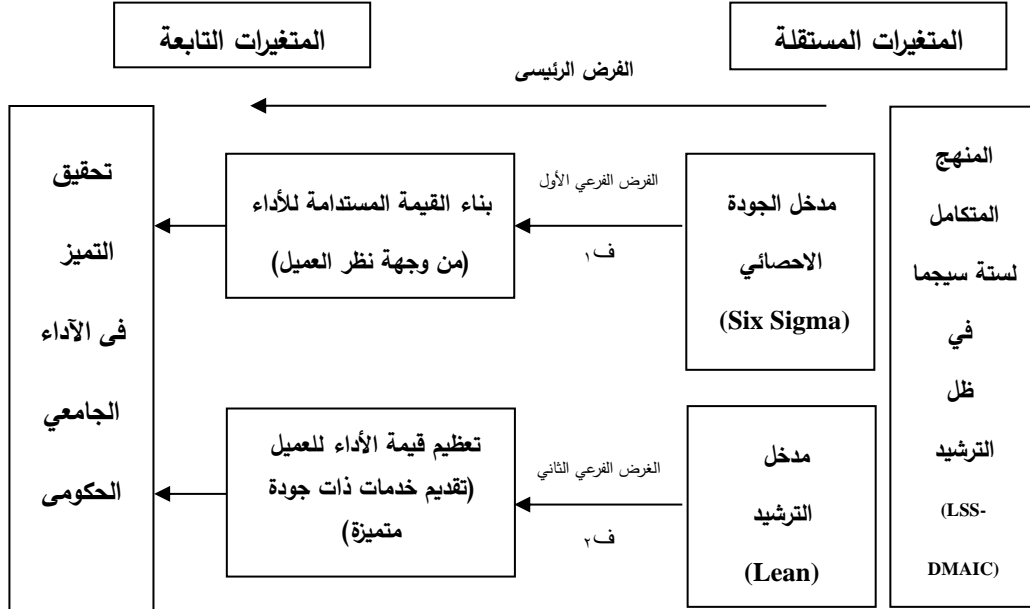 المتغيرات المستقلة
المتغيرات التابعة
الفرض الرئيسى
المنهج
المتكامل
لستة سيجما
في
ظل
الترشيد
(LSS-
DMAIC)
مدخل الجودة
الاحصائي
(Six Sigma)
الفرض الفرعي الأول
ف١
بناء القيمة المستدامة للأداء
(من وجهة نظر العميل)
مدخل
الترشيد
(Lean)
الغرض الفرعي الثاني
ف٢
تعظيم قيمة الأداء للعميل
(تقديم خدمات ذات جودة
متميزة)
تحقيق
التميز
فى الآداء
الجامعي
الحكومى